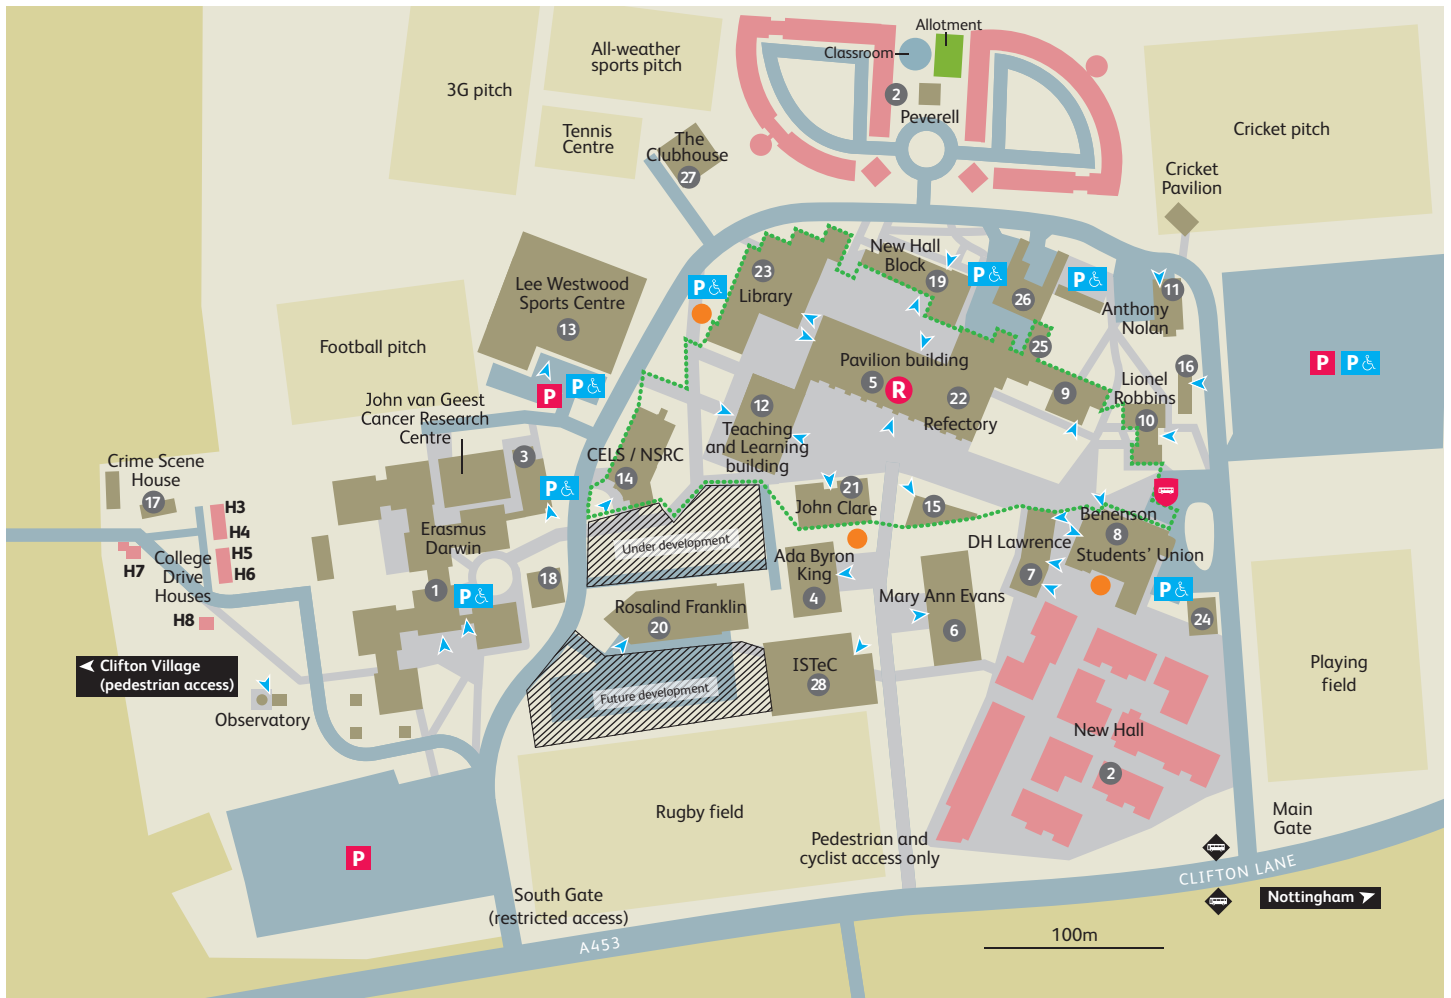 Allotment
Classroom
All-weather
sports pitch
3G pitch
2
Peverell
Tennis
Centre
The
Clubhouse
27
Cricket pitch
Cricket
Pavilion
New Hall
Block
19
23
Library
P
P
P
26
11
Anthony
Nolan
Lee Westwood
Sports Centre
13
25
Football pitch
Pavilion building
5
R
22
Refectory
9
16
Lionel
Robbins
10
P
P
P
P
John van Geest
Cancer Research
Centre
12
Teaching
and Learning
building
CELS / NSRC
14
3
P
Crime Scene
House
17
H3
H4
H5
H6
H7
H8
College
Drive
Houses
Erasmus
Darwin
1
P
18
21
John Clare
15
Under development
Ada Byron
King
4
DH Lawrence
7
Benenson
8
Students’ Union
P
24
Rosalind Franklin
20
Mary Ann Evans
6
Clifton Village
(pedestrian access)
Observatory
Future development
ISTeC
28
Playing
field
New Hall
2
Rugby field
Pedestrian and
cyclist access only
Main
Gate
P
South Gate
(restricted access)
CLIFTON LANE
Nottingham
A453
100m